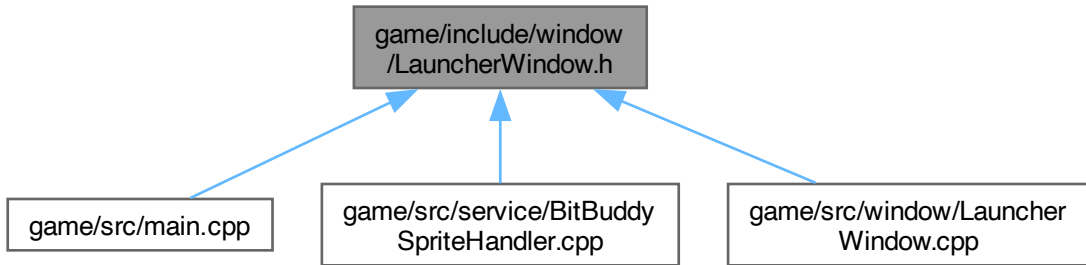 game/include/window
/LauncherWindow.h
game/src/main.cpp
game/src/service/BitBuddy
SpriteHandler.cpp
game/src/window/Launcher
Window.cpp